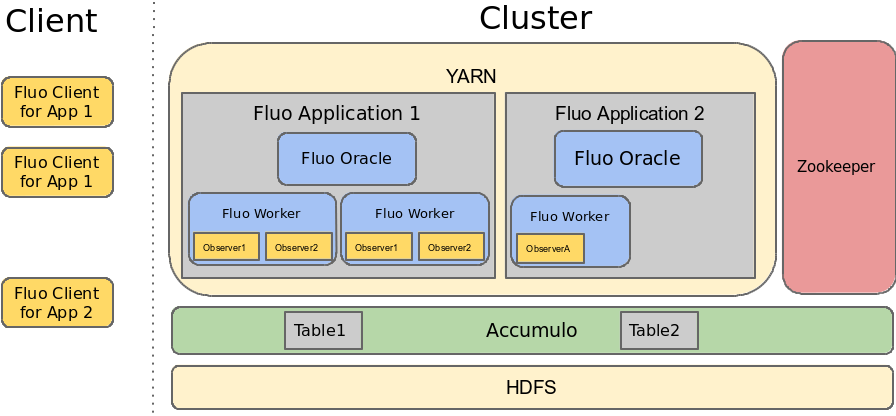 Client
Cluster
Fluo Client
for App 1
Fluo Client
for App 1
Fluo Client
for App 2
YARN
Fluo Application 1
Fluo Oracle
Fluo Worker
Observer1 Observer2
Fluo Worker
Observer1 Observer2
Fluo Application 2
Fluo Oracle
Fluo Worker
ObserverA
Zookeeper
Table1
Accumulo
Table2
HDFS